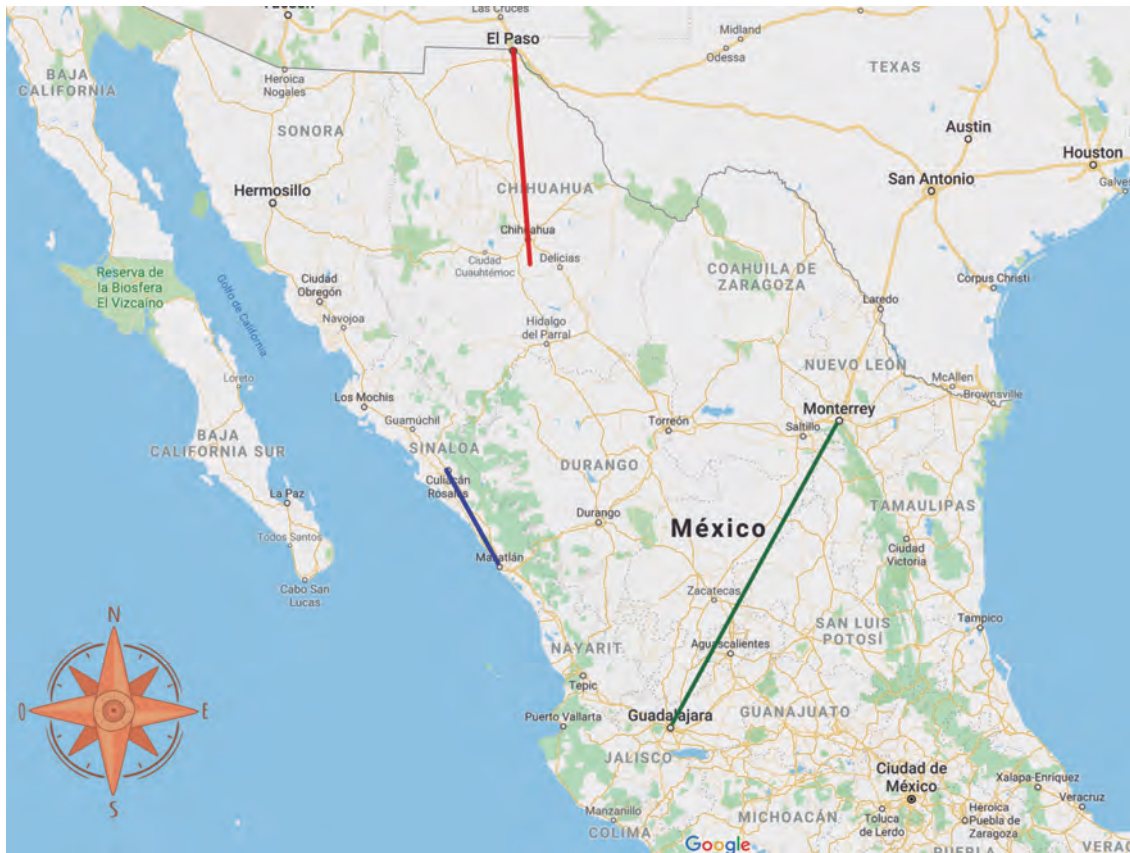 Las Cruces
El Paso
Midland
Odessa
TEXAS
BAJA
CALIFORNIA
Heroica
Nogales
SONORA
Austin
Houston
San Antonio
Galves
Hermosillo
CHIHUAHUA
Chihuahua
Ciudad
Cuauhtémoc
Delicias
COAHUILA DE
ZARAGOZA
Corpus Christi
Reserva de
la Biosfera
El Vizcaíno
Golfo de California
Ciudad
Obregón
Navojoa
Laredo
Hidalgo
del Parral
NUEVO LEÓN
McAllen
Brownsville
Loreto
Los Mochis
Guamúchil
Torreón
Monterrey
Saltillo
BAJA
CALIFORNIA SUR
SINALOA
Culiacán
Rosales
DURANGO
La Paz
Durango
México
TAMAULIPAS
Todos Santos
Ciudad
Victoria
Mazatlán
Cabo San
Lucas
Zacatecas
SAN LUIS
POTOSÍ
Tampico
N
NAYARIT
Aguascalientes
Tepic
O
E
Puerto Vallarta
Guadalajara
GUANAJUATO
JALISCO
Ciudad de
México
Xalapa-Enríquez
S
Manzanillo
COLIMA
MICHOACÁN
Toluca
de Lerdo
Heroica
Puebla de
Zaragoza
Veracruz
Google
PUEBLA
VERAC